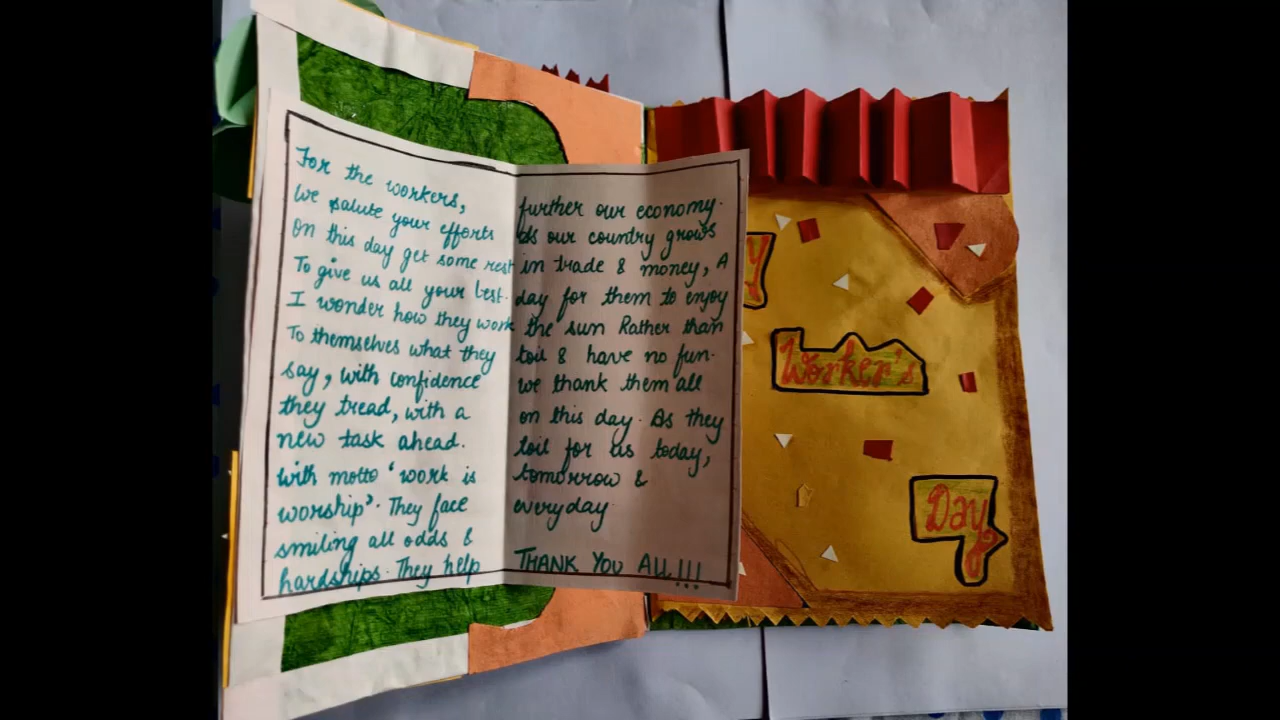 For the workers,
We salute your efforts
on this day get some rest
To give us all your best.
I wonder how they work
To themselves what they
say, with confidence
they tread, with a
new task ahead.
with motto 'work is
worship'. They face
smiling all odds &
hardships. They help
further our economy.
As our country grows
in trade & money, A
day for them to enjoy
the sun Rather than
toil & have no fun.
we thank them all
on this day. As they
toil for us today,
tomorrow &
everyday
THANK YOU ALL!!!
y
Worker's
Day